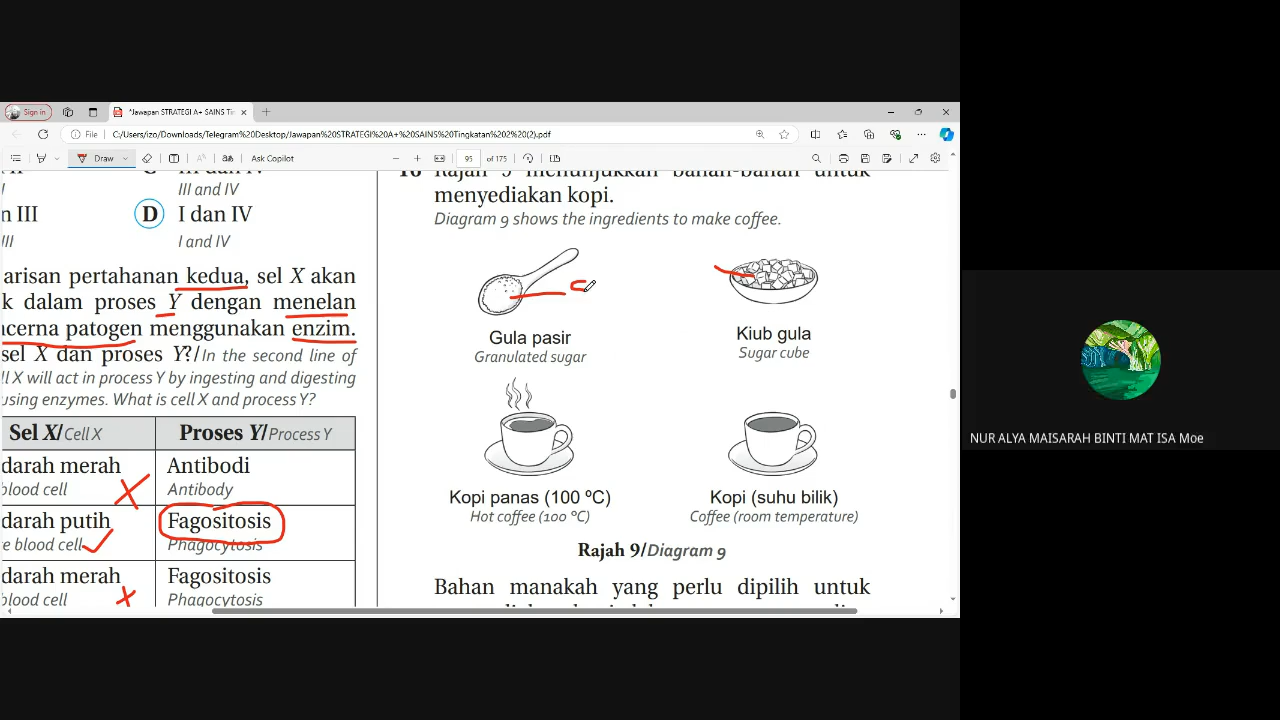 Sign in
*Jawapan STRATEGI A+ SAINS Tin
File
C:/Users/izo/Downloads/Telegram%20Desktop/Jawapan%20STRATEGI%20A+%20SAINS%20Tingkatan%202%20(2).pdf
Draw
Ask Copilot
95 of 175
III and IV
n III
D I dan IV
III
I and IV
arisan pertahanan kedua, sel X akan
k dalam proses Y dengan menelan
acerna patogen menggunakan enzim.
sel X dan proses Y?/In the second line of
ll X will act in process Y by ingesting and digesting
using enzymes. What is cell X and process Y?
Sel X/Cell X
Proses Y/Process Y
darah merah
Antibodi
blood cell
Antibody
darah putih
Fagositosis
e blood cell
Phagocytosis
darah merah
Fagositosis
blood cell
Phagocytosis
Rajah 9 menunjukkan bahan-bahan untuk
menyediakan kopi.
Diagram 9 shows the ingredients to make coffee.
Gula pasir
Granulated sugar
Kiub gula
Sugar cube
Kopi panas (100 ºC)
Hot coffee (100 ºC)
Kopi (suhu bilik)
Coffee (room temperature)
Rajah 9/Diagram 9
Bahan manakah yang perlu dipilih untuk
NUR ALYA MAISARAH BINTI MAT ISA Moe